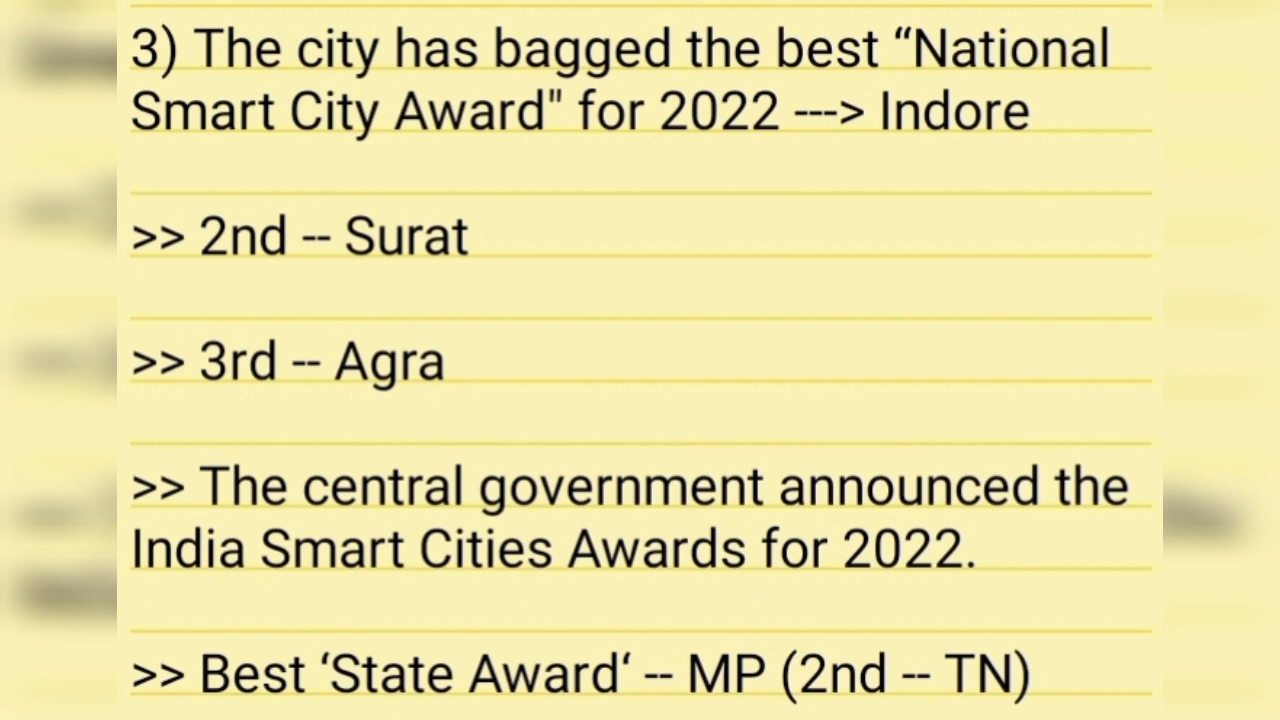 3) The city has bagged the best “National
Smart City Award" for 2022 ---> Indore
>> 2nd -- Surat
>> 3rd -- Agra
>> The central government announced the
India Smart Cities Awards for 2022.
>> Best ‘State Award‘ -- MP (2nd -- TN)